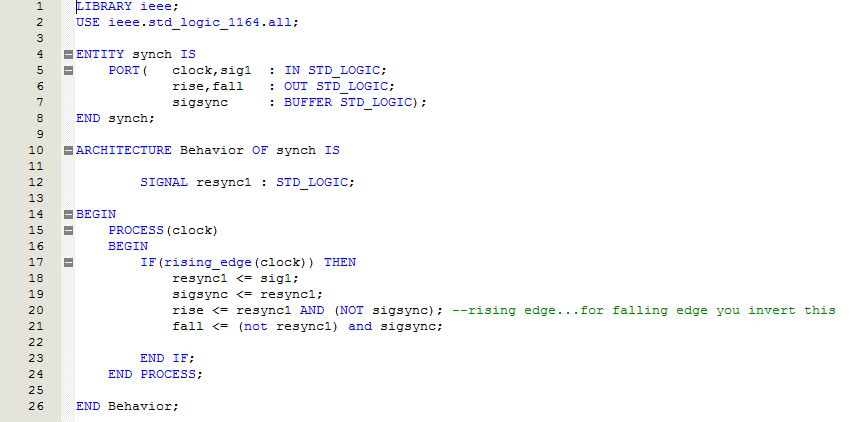 1 LIBRARY ieee;
2 USE ieee.std_logic_1164.all;
3
4 ENTITY synch IS
5 PORT( clock,sig1 : IN STD_LOGIC;
6 rise,fall : OUT STD_LOGIC;
7 sigsync : BUFFER STD_LOGIC);
8 END synch;
9
10 ARCHITECTURE Behavior OF synch IS
11
12 SIGNAL resync1 : STD_LOGIC;
13
14 BEGIN
15 PROCESS(clock)
16 BEGIN
17 IF(rising_edge(clock)) THEN
18 resync1 <= sig1;
19 sigsync <= resync1;
20 rise <= resync1 AND (NOT sigsync); --rising edge...for falling edge you invert this
21 fall <= (not resync1) and sigsync;
22
23 END IF;
24 END PROCESS;
25
26 END Behavior;